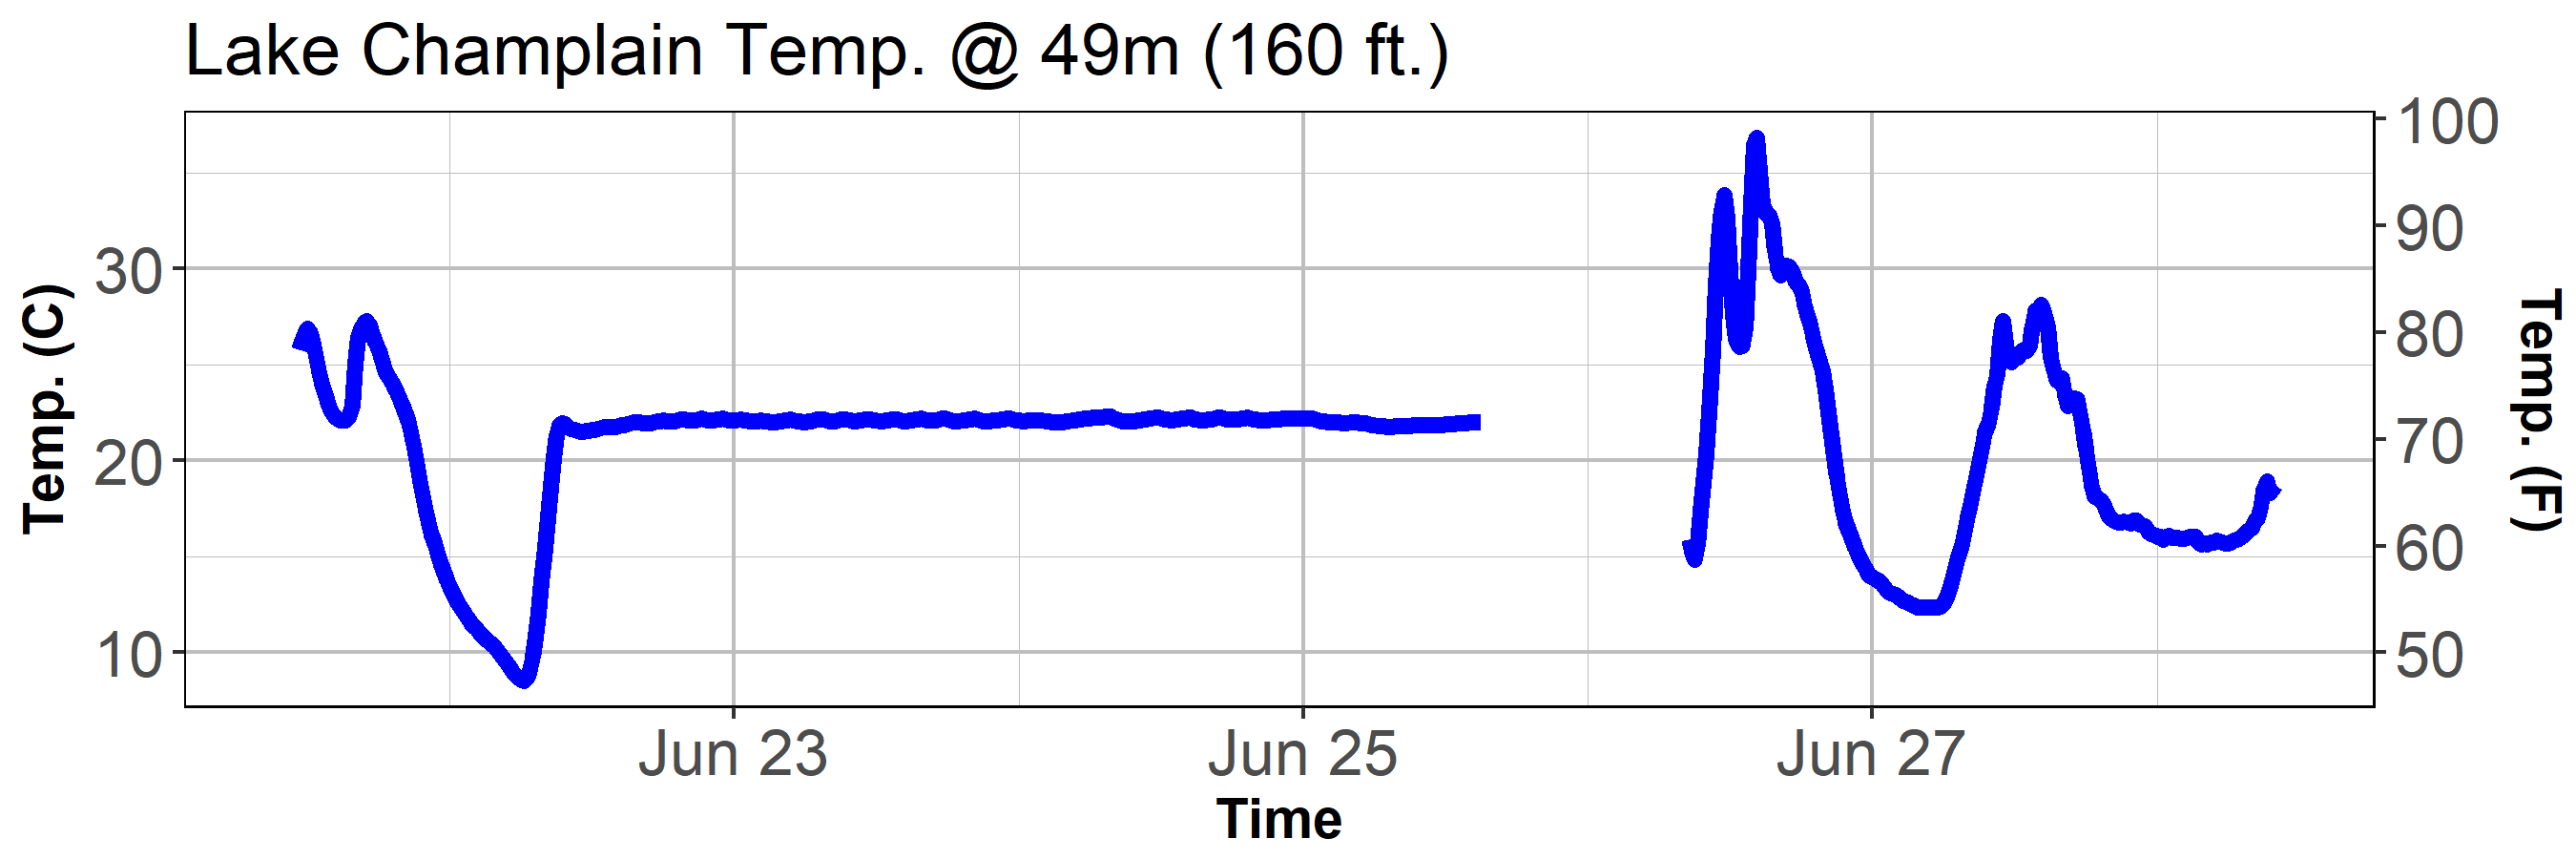 Lake Champlain Temp. @ 49m (160 ft.)
Temp. (C)
30
20
10
100
90
80
70
60
50
Temp. (F)
Jun 23
Jun 25
Jun 27
Time